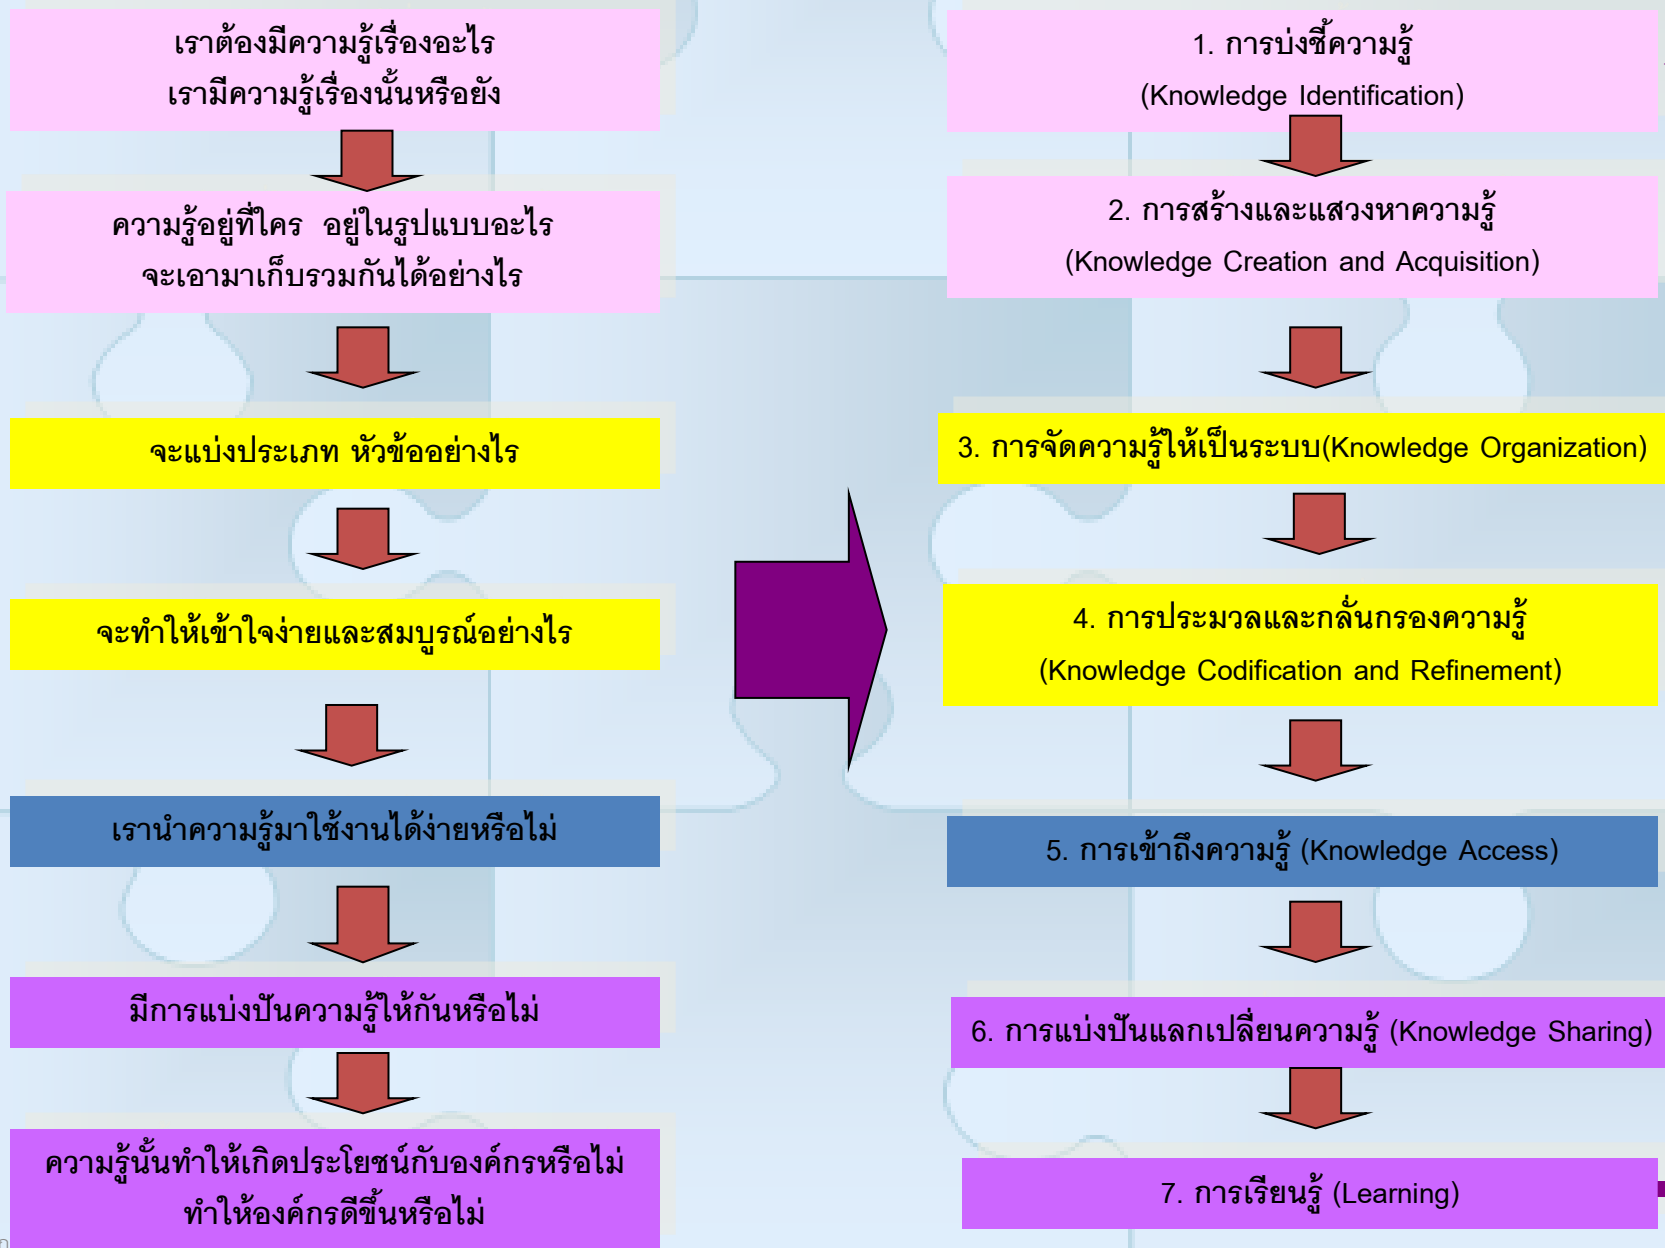 เราต้องมีความรู้เรื่องอะไร
เรามีความรู้เรื่องนั้นหรือยัง
ความรู้อยู่ที่ใคร อยู่ในรูปแบบอะไร
จะเอามาเก็บรวมกันได้อย่างไร
จะแบ่งประเภท หัวข้ออย่างไร
จะทำให้เข้าใจง่ายและสมบูรณ์อย่างไร
เรานำความรู้มาใช้งานได้ง่ายหรือไม่
มีการแบ่งปันความรู้ให้กันหรือไม่
ความรู้นั้นทำให้เกิดประโยชน์กับองค์กรหรือไม่
ทำให้องค์กรดีขึ้นหรือไม่
1. การบ่งชี้ความรู้
(Knowledge Identification)
2. การสร้างและแสวงหาความรู้
(Knowledge Creation and Acquisition)
3. การจัดความรู้ให้เป็นระบบ(Knowledge Organization)
4. การประมวลและกลั่นกรองความรู้
(Knowledge Codification and Refinement)
5. การเข้าถึงความรู้ (Knowledge Access)
6. การแบ่งปันแลกเปลี่ยนความรู้ (Knowledge Sharing)
7. การเรียนรู้ (Learning)